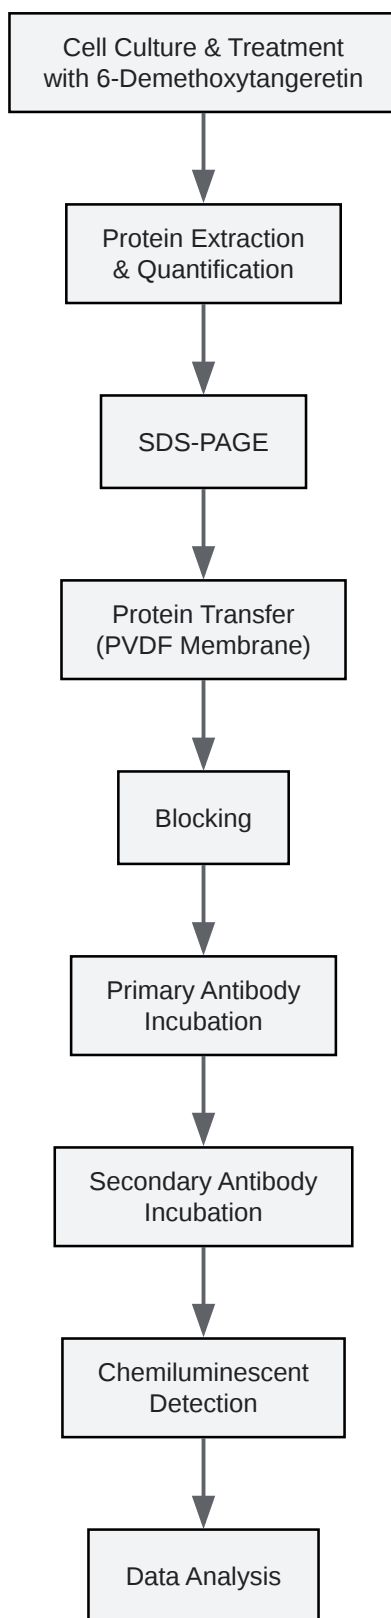 Cell Culture & Treatment
with 6-Demethoxytangeretin
Protein Extraction
& Quantification
SDS-PAGE
Protein Transfer
(PVDF Membrane)
Blocking
Primary Antibody
Incubation
Secondary Antibody
Incubation
Chemiluminescent
Detection
Data Analysis